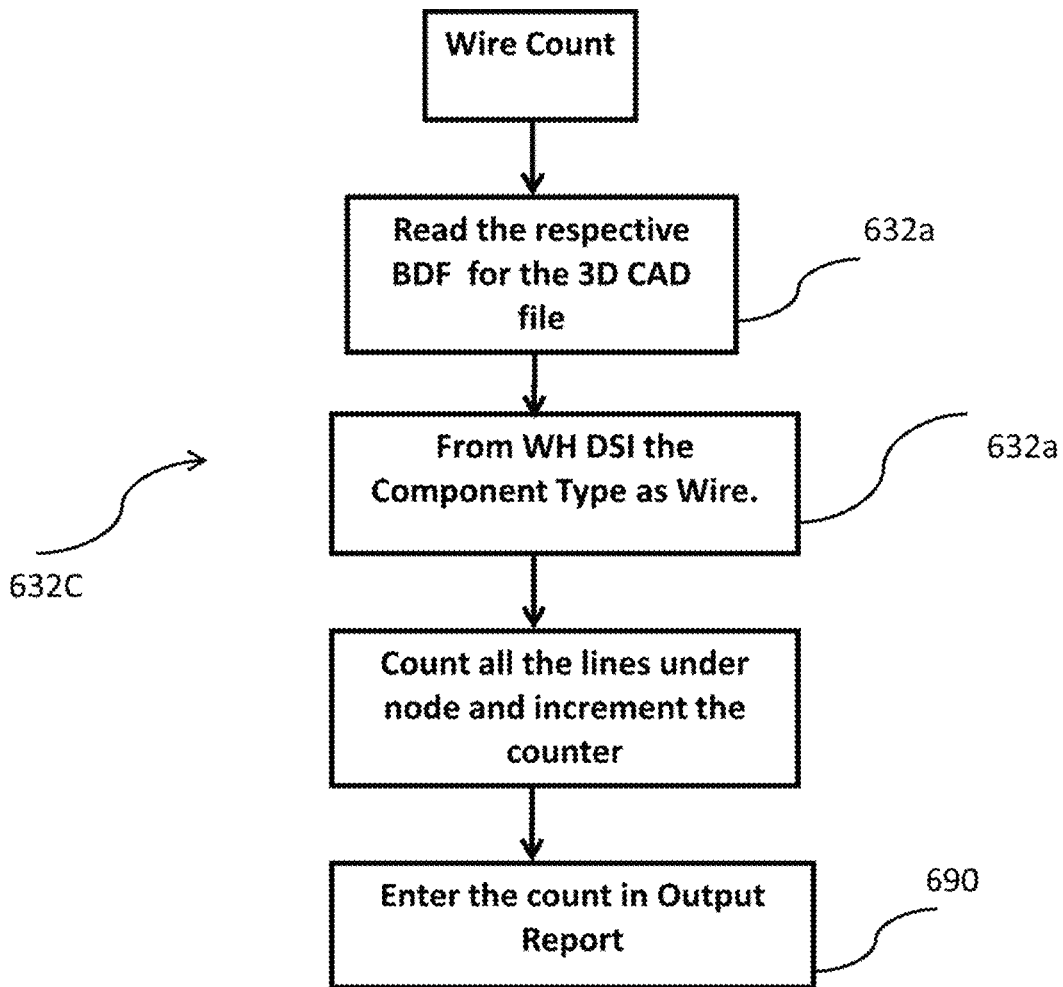 Wire Count
Read the respective
BDF for the 3D CAD
file
632a
From WH DSI the
Component Type as Wire.
632a
632C
Count all the lines under
node and increment the
counter
Enter the count in Output
Report
690